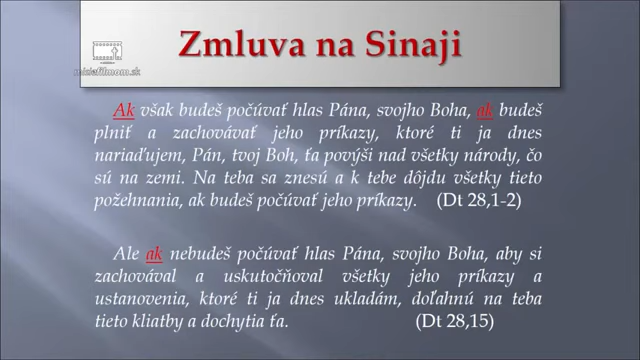 Zmluva na Sinaji
Ak však budeš počúvať hlas Pána, svojho Boha, ak budeš
plniť a zachovávať jeho príkazy, ktoré ti ja dnes
nariaďujem, Pán, tvoj Boh, ťa povýši nad všetky národy, čo
sú na zemi. Na teba sa znesú a k tebe dôjdu všetky tieto
požehnania, ak budeš počúvať jeho príkazy. (Dt 28,1-2)
Ale ak nebudeš počúvať hlas Pána, svojho Boha, aby si
zachovával a uskutočňoval všetky jeho príkazy a
ustanovenia, ktoré ti ja dnes ukladám, doľahnú na teba
tieto kliatby a dochytia ťa. (Dt 28,15)